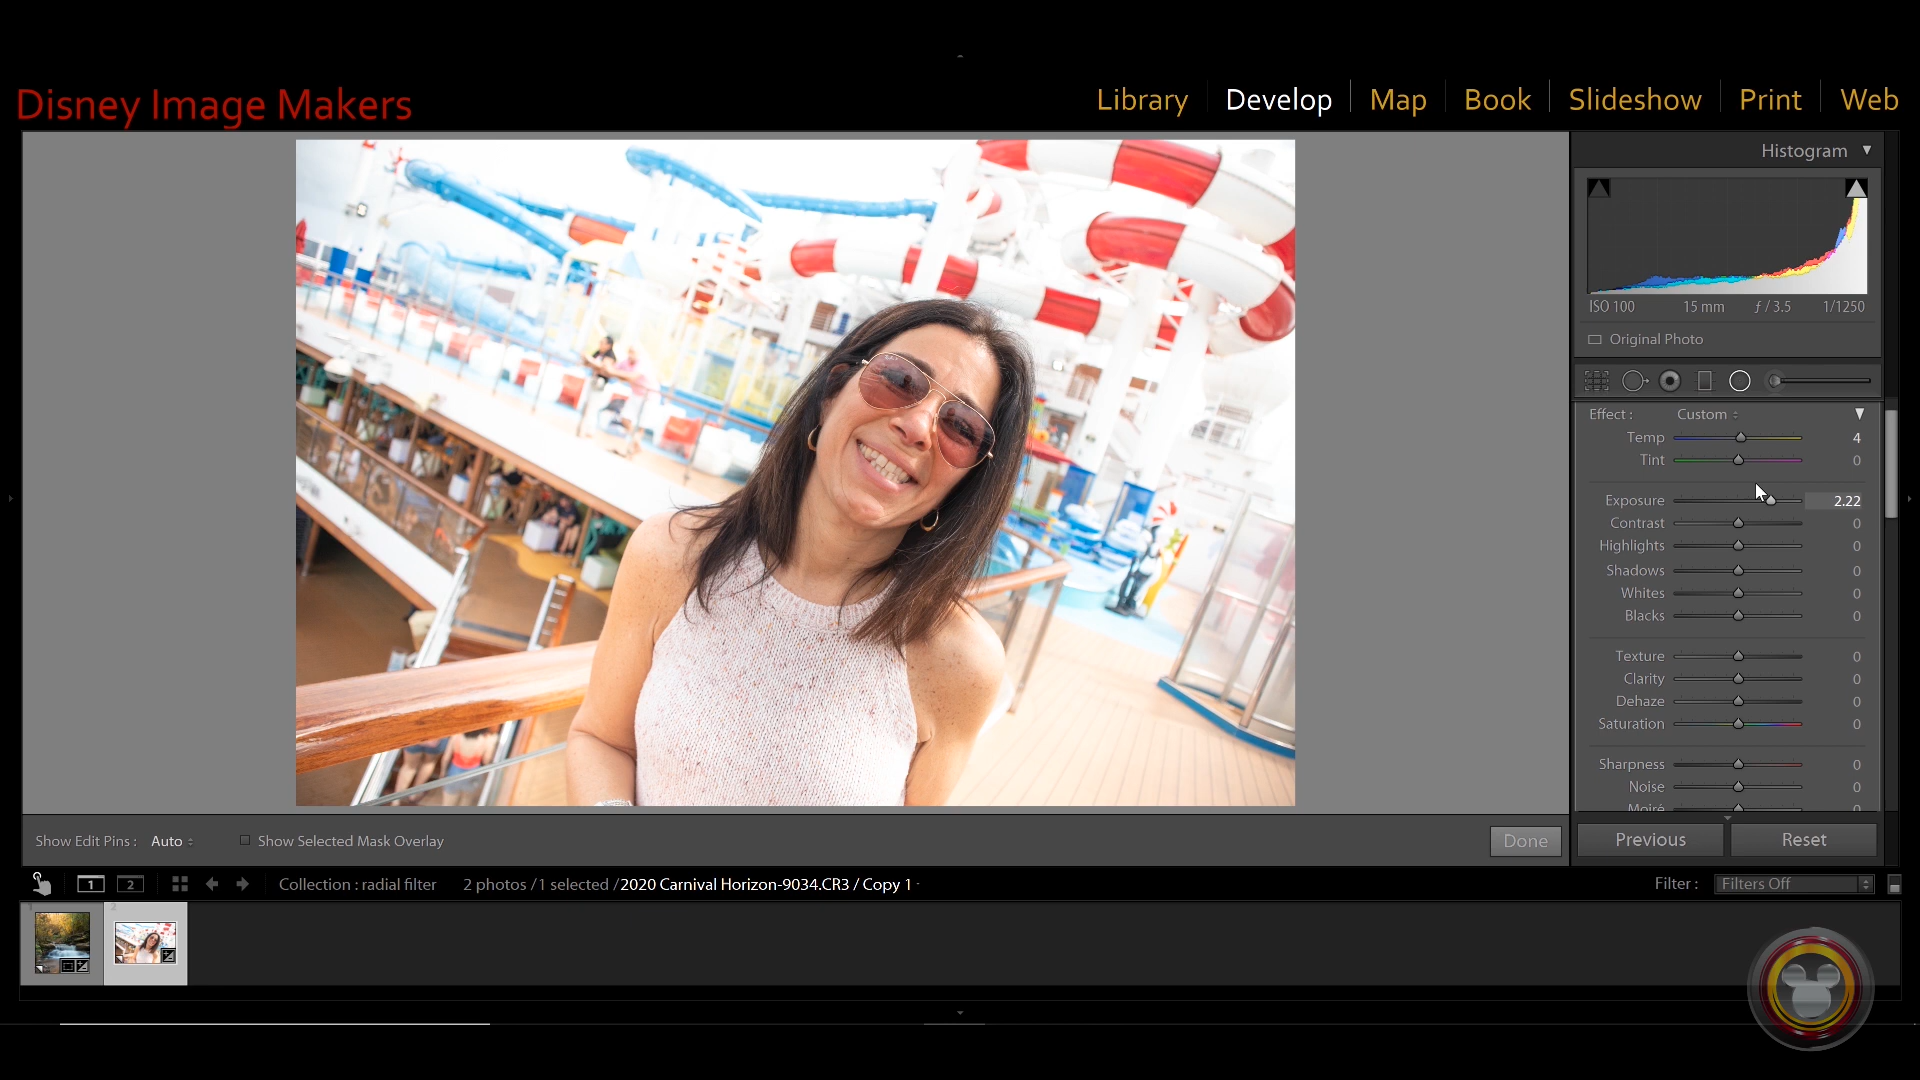 Disney Image Makers
Library Develop Map Book Slideshow Print Web
Histogram
ISO 100 15 mm ƒ / 3.5 1/1250
Original Photo
Effect : Custom
Temp 4
Tint 0
Exposure 2.22
Contrast 0
Highlights 0
Shadows 0
Whites 0
Blacks 0
Texture 0
Clarity 0
Dehaze 0
Saturation 0
Sharpness 0
Noise 0
Moiré 0
Show Edit Pins : Auto Show Selected Mask Overlay Done
Previous Reset
1 2 Collection : radial filter 2 photos / 1 selected / 2020 Carnival Horizon-9034.CR3 / Copy 1 Filter : Filters Off
1 2